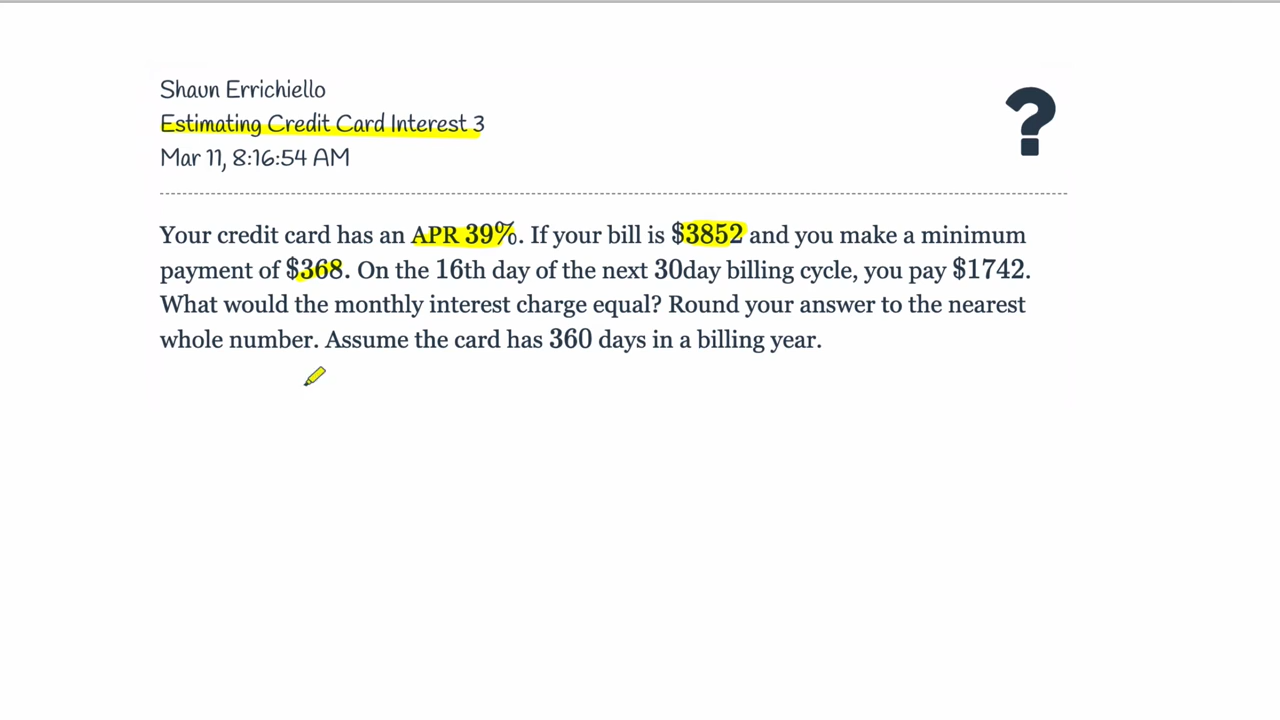 Shaun Errichiello
Estimating Credit Card Interest 3
Mar 11, 8:16:54 AM
?
Your credit card has an APR 39%. If your bill is $3852 and you make a minimum
payment of $368. On the 16th day of the next 30day billing cycle, you pay $1742.
What would the monthly interest charge equal? Round your answer to the nearest
whole number. Assume the card has 360 days in a billing year.